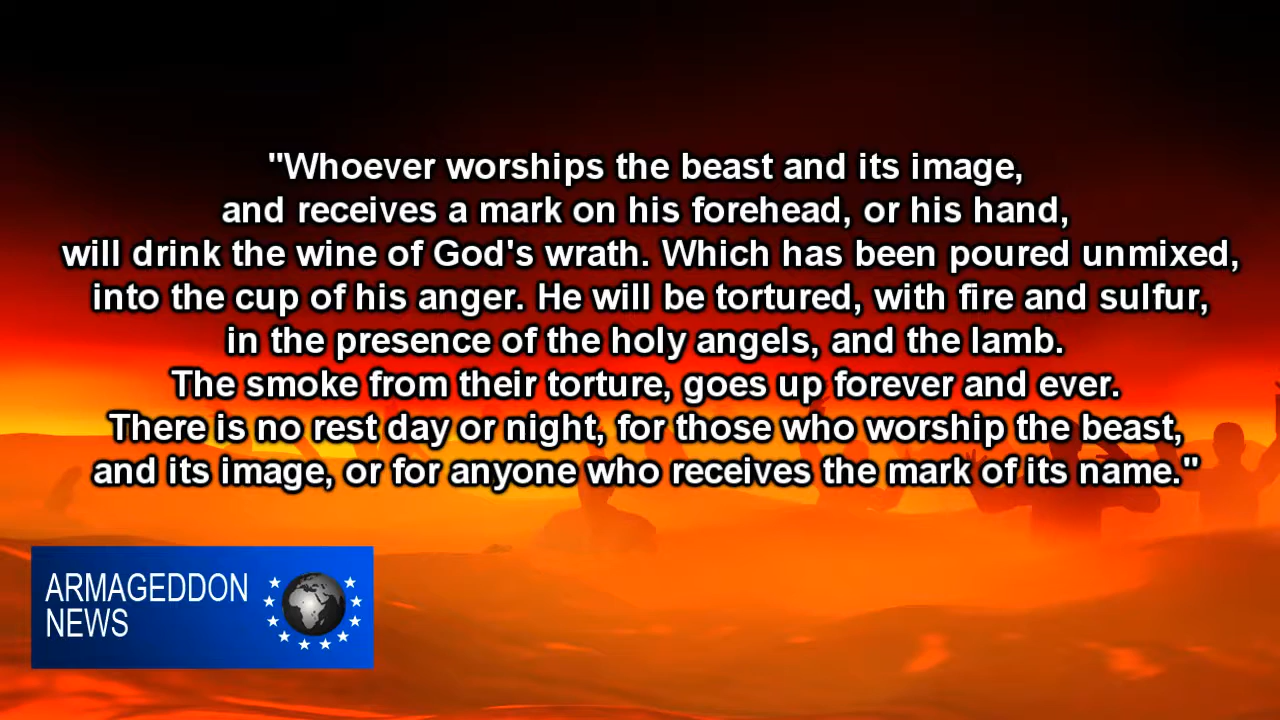 "Whoever worships the beast and its image,
and receives a mark on his forehead, or his hand,
will drink the wine of God's wrath. Which has been poured unmixed,
into the cup of his anger. He will be tortured, with fire and sulfur,
in the presence of the holy angels, and the lamb.
The smoke from their torture, goes up forever and ever.
There is no rest day or night, for those who worship the beast,
and its image, or for anyone who receives the mark of its name."
ARMAGEDDON
NEWS